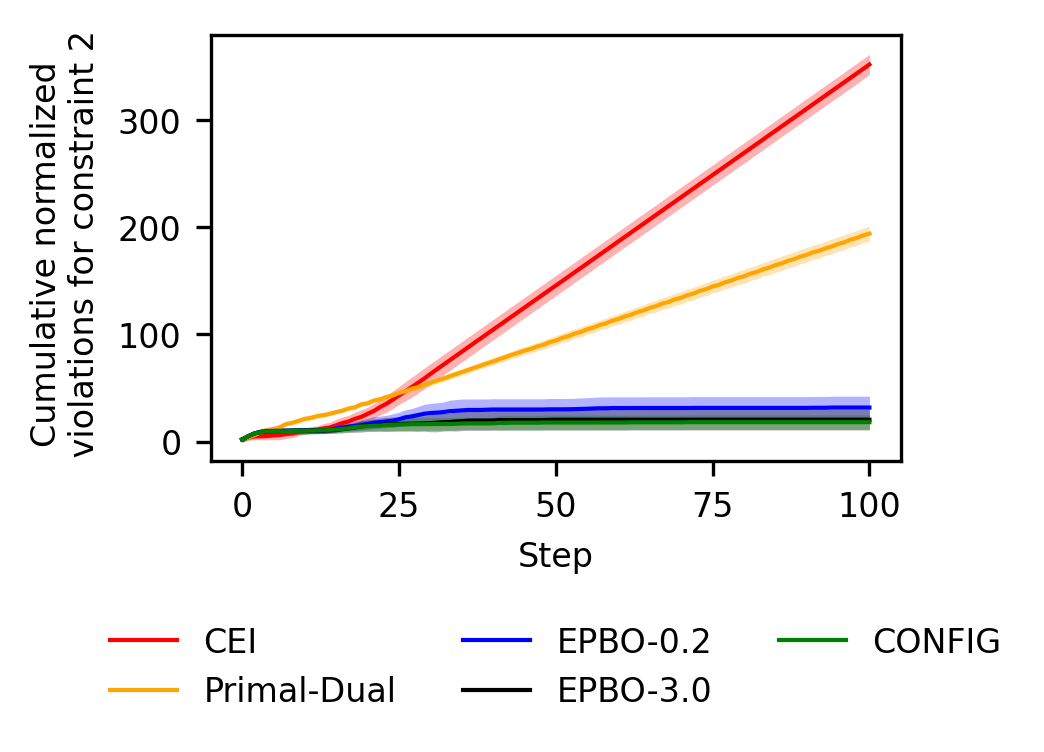 Cumulative normalized
violations for constraint 2
300
200
100
0
0 25 50 75 100
Step
CEI EPBO-0.2 CONFIG
Primal-Dual EPBO-3.0